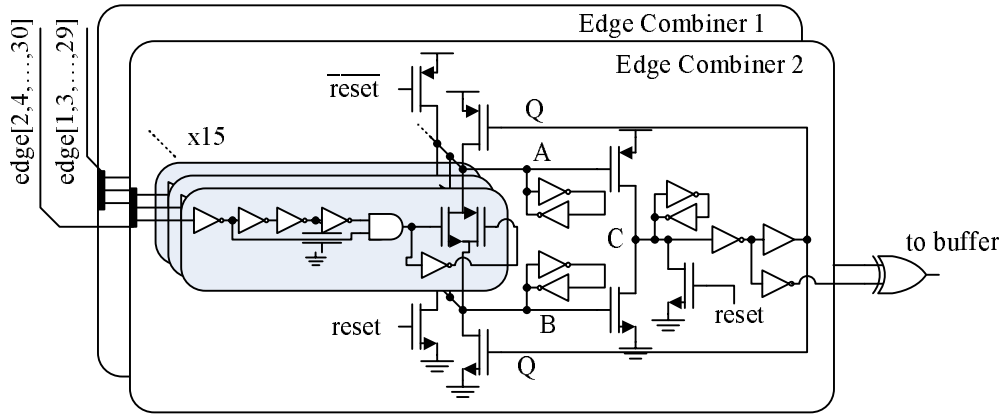 edge[2,4,...,30]
edge[1,3,...,29]
Edge Combiner 1
Edge Combiner 2
reset
Q
x15
A
C
to buffer
B
reset
reset
Q